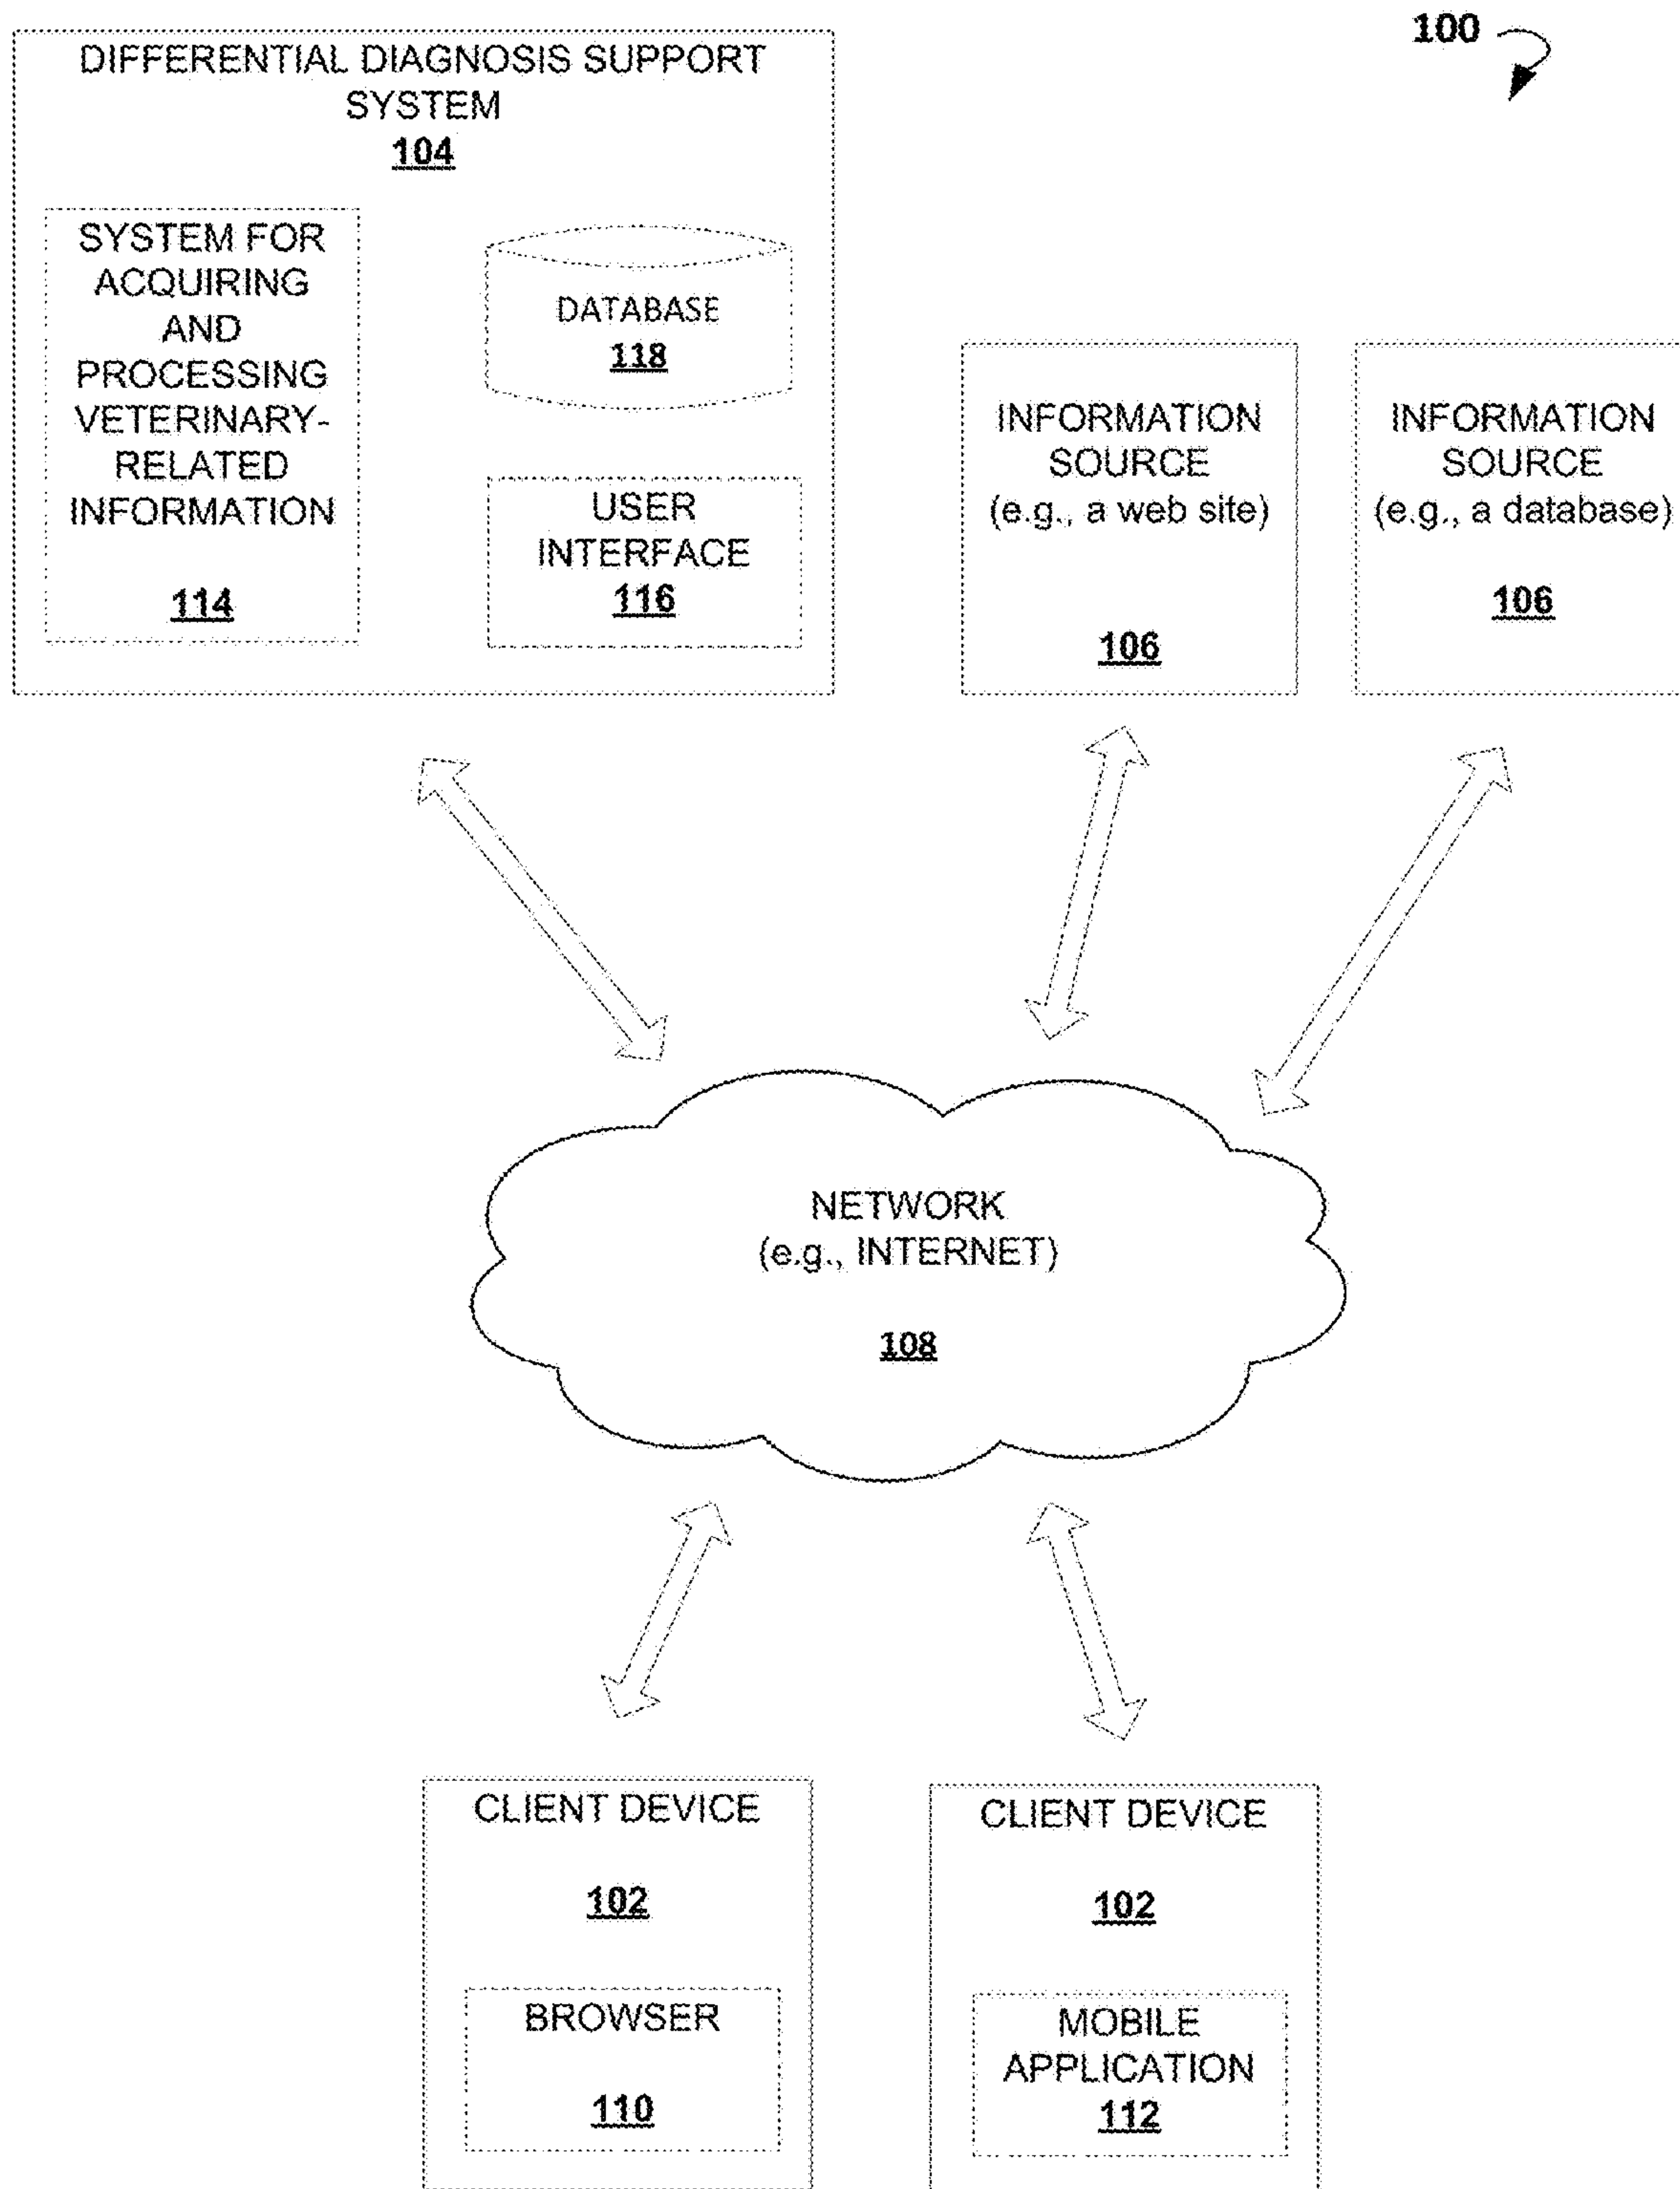 100
DIFFERENTIAL DIAGNOSIS SUPPORT
SYSTEM
104
SYSTEM FOR
ACQUIRING
AND
PROCESSING
VETERINARY-
RELATED
INFORMATION
114
DATABASE
118
USER
INTERFACE
116
INFORMATION
SOURCE
(e.g., a web site)
106
INFORMATION
SOURCE
(e.g., a database)
106
NETWORK
(e.g., INTERNET)
108
CLIENT DEVICE
102
BROWSER
110
CLIENT DEVICE
102
MOBILE
APPLICATION
112